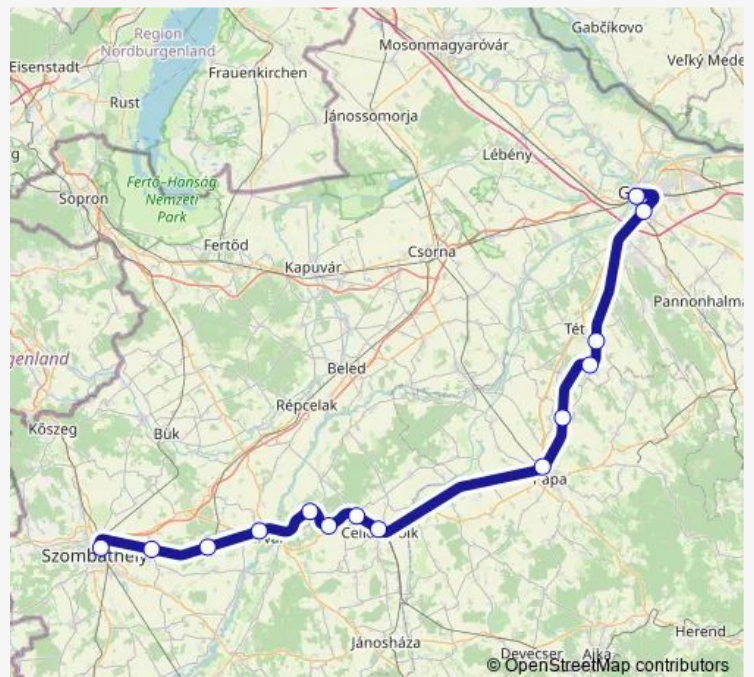 Gabčíkovo
Region
Nordburgenland
Mosonmagyaróvár
Eisenstadt
Veľký Mede
Frauenkirchen
Rust
Jánossomorja
Lébény
Fertő-Hanság
Nemzeti
Park
Sopron
Fertőd
Csorna
Kapuvár
Pannonhalma
Tét
genland
Beled
Répcelak
Kőszeg
Bük
Pápa
Szombathely
Jánosháza
Herend
Devecser
Ajka
© OpenStreetMap contributors